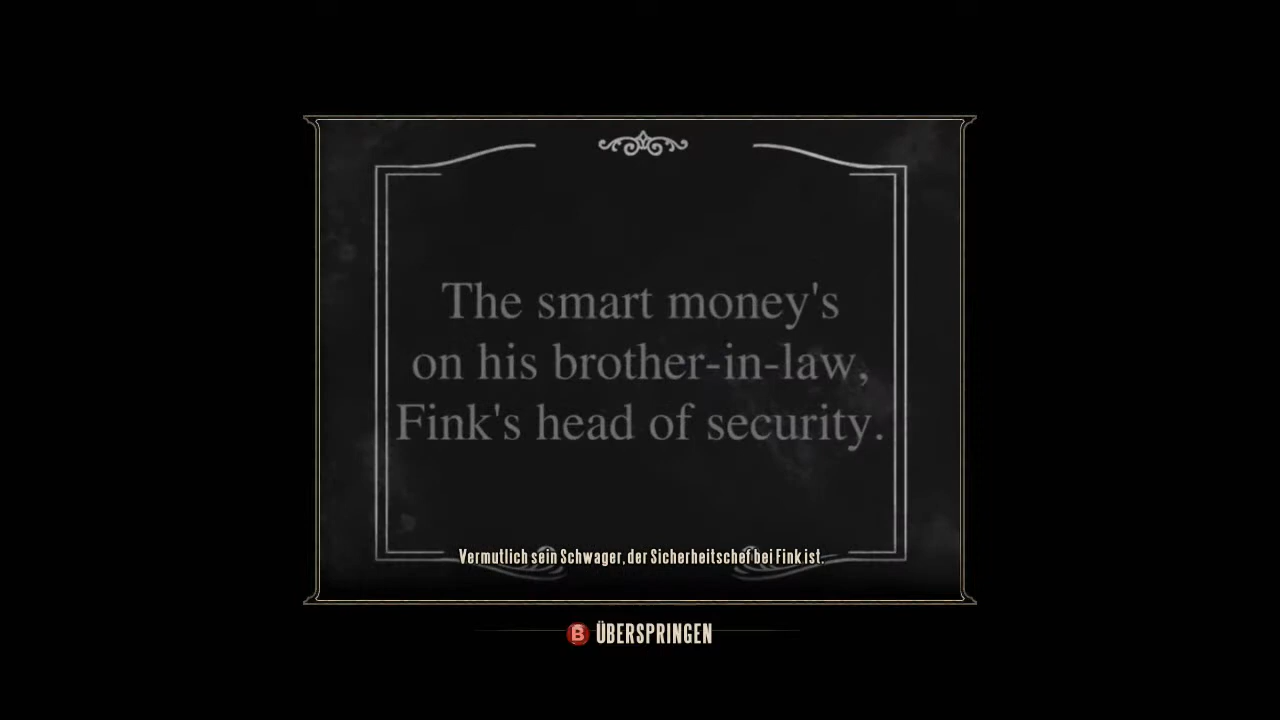 The smart money's
on his brother-in-law,
Fink's head of security.
Vermutlich sein Schwager, der Sicherheitschef bei Fink ist.
B ÜBERSPRINGEN